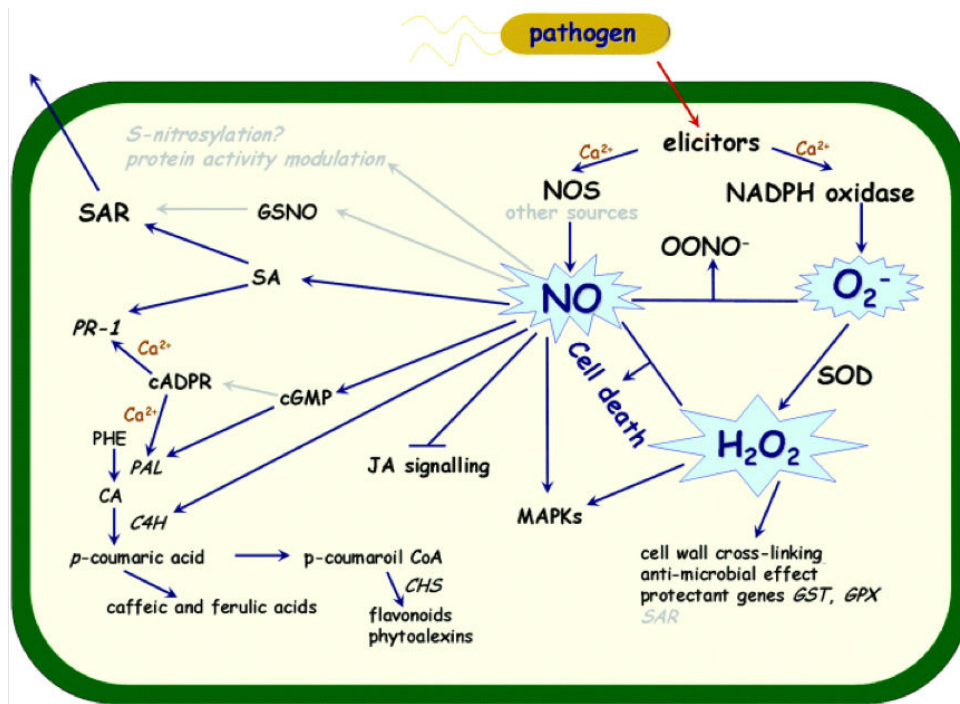 pathogen
S-nitrosylation?
protein activity modulation
elicitors
Ca²⁺
Ca²⁺
NOS
other sources
NADPH oxidase
SAR
GSNO
OONO⁻
SA
NO
O₂⁻
PR-1
Ca²⁺
cADPR
cGMP
Cell death
SOD
Ca²⁺
PHE
PAL
JA signalling
H₂O₂
CA
C4H
MAPKs
p-coumaric acid
p-coumaroil CoA
cell wall cross-linking
anti-microbial effect
protectant genes GST, GPX
SAR
CHS
caffeic and ferulic acids
flavonoids
phytoalexins